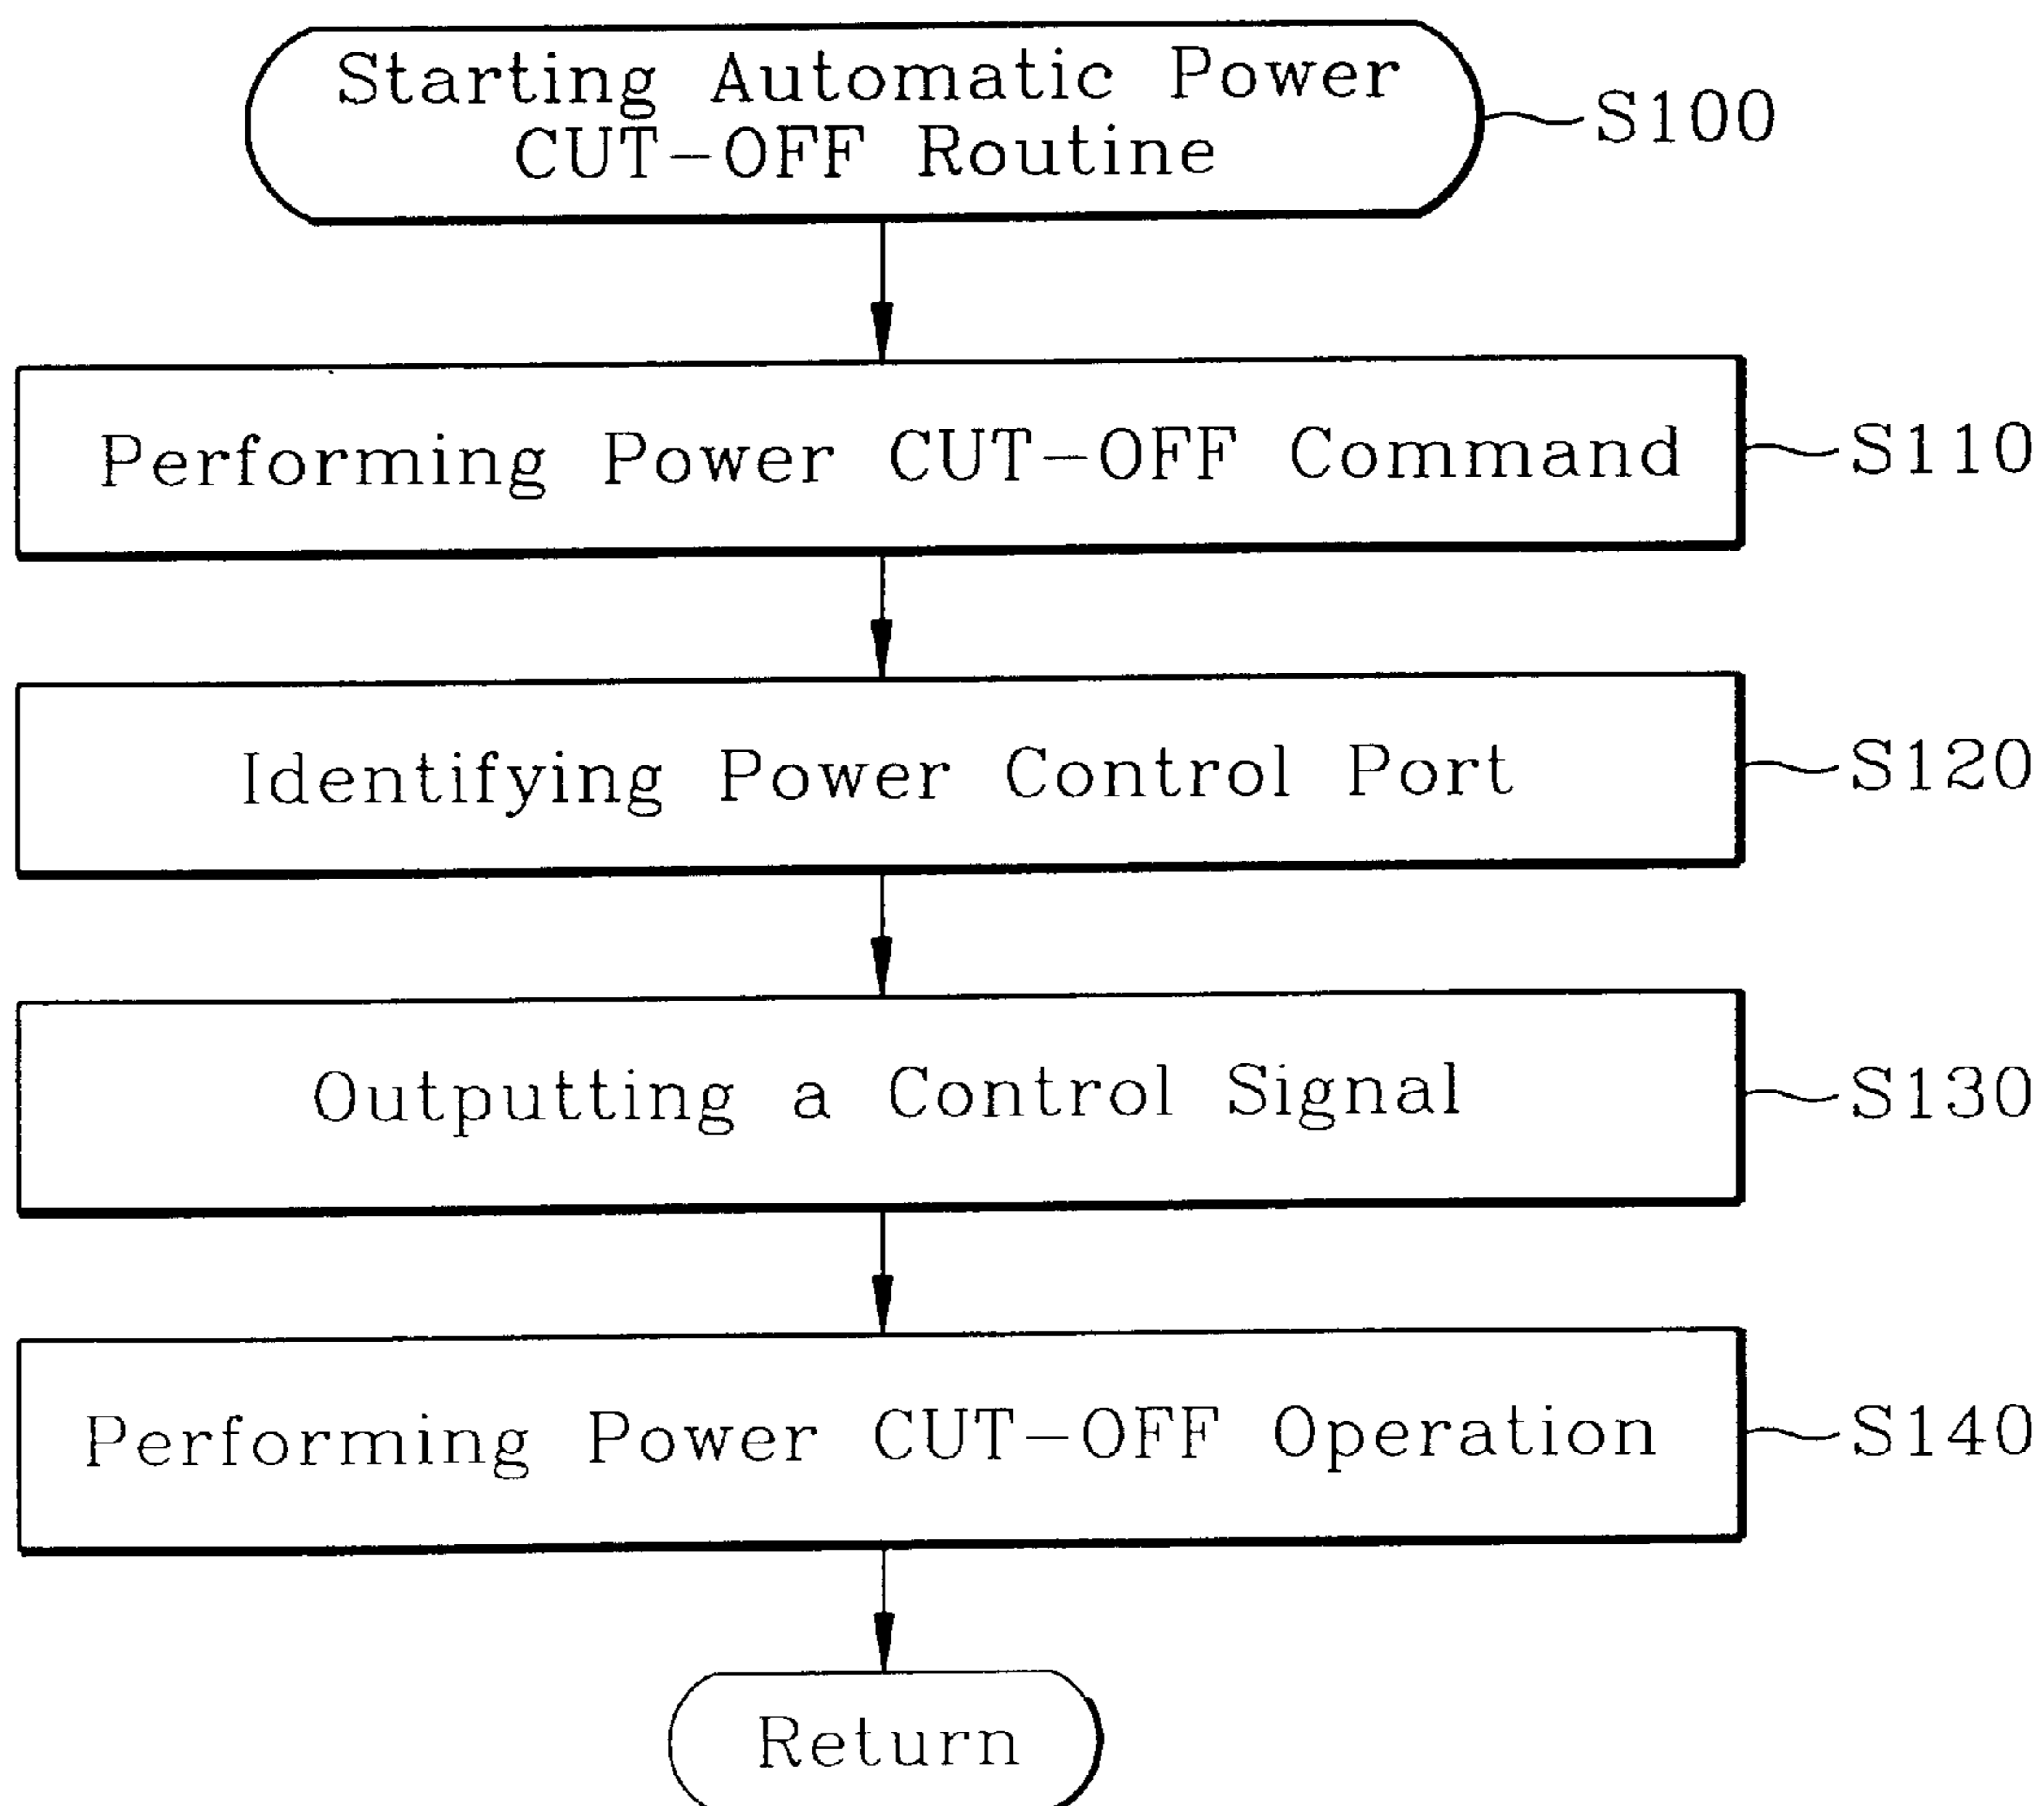 Starting Automatic Power
CUT-OFF Routine
S100
Performing Power CUT-OFF Command
S110
Identifying Power Control Port
S120
Outputting a Control Signal
S130
Performing Power CUT-OFF Operation
S140
Return